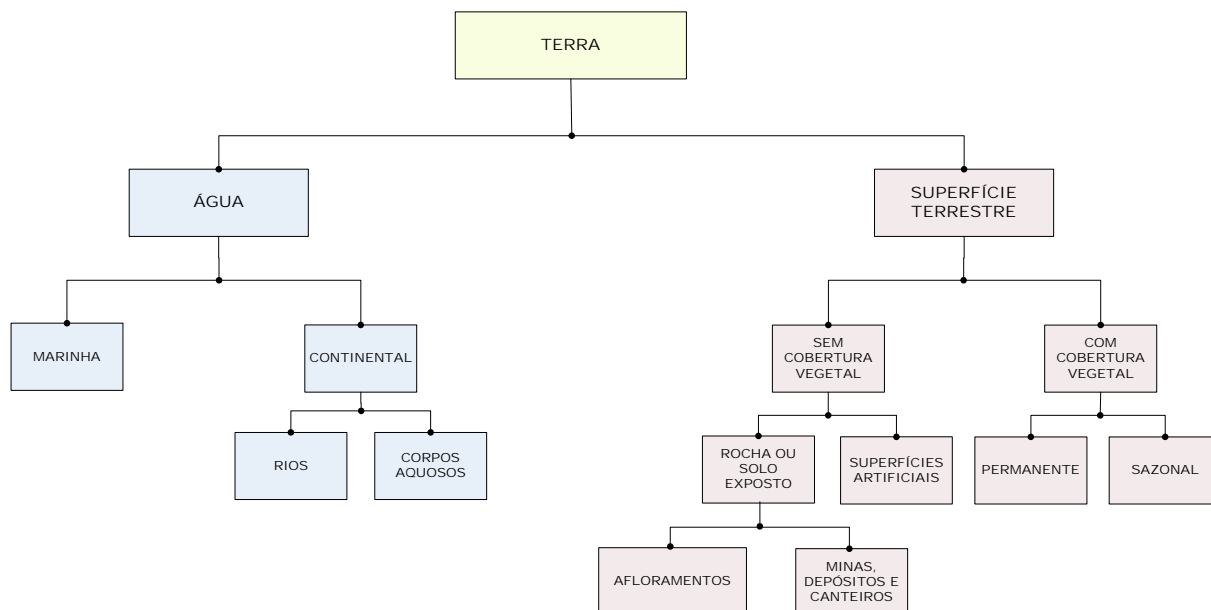 TERRA
ÁGUA
SUPERFÍCIE
TERRESTRE
MARINHA
CONTINENTAL
SEM
COBERTURA
VEGETAL
COM
COBERTURA
VEGETAL
RIOS
CORPOS
AQUOSOS
ROCHA OU
SOLO
EXPOSTO
SUPERFÍCIES
ARTIFICIAIS
PERMANENTE
SAZONAL
AFLORAMENTOS
MINAS,
DEPÓSITOS E
CANTEIROS